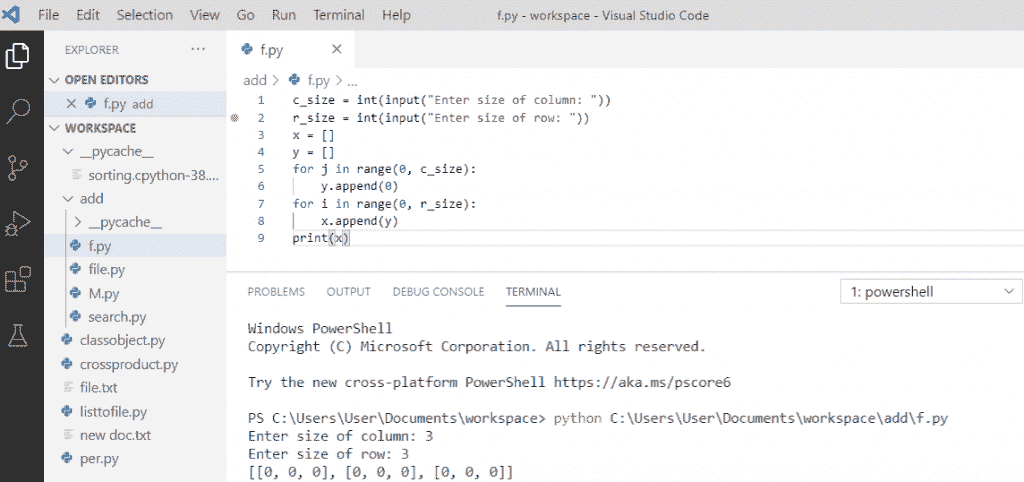 File Edit Selection View Go Run Terminal Help f.py - workspace - Visual Studio Code
EXPLORER ...
OPEN EDITORS
f.py add
WORKSPACE
__pycache__
sorting.cpython-38....
add
__pycache__
f.py
file.py
M.py
search.py
classobject.py
crossproduct.py
file.txt
listtofile.py
new doc.txt
per.py
f.py
add > f.py > ...
1 c_size = int(input("Enter size of column: "))
2 r_size = int(input("Enter size of row: "))
3 x = []
4 y = []
5 for j in range(0, c_size):
6     y.append(0)
7 for i in range(0, r_size):
8     x.append(y)
9 print(x)
PROBLEMS OUTPUT DEBUG CONSOLE TERMINAL 1: powershell
Windows PowerShell
Copyright (C) Microsoft Corporation. All rights reserved.
Try the new cross-platform PowerShell https://aka.ms/pscore6
PS C:\Users\User\Documents\workspace> python C:\Users\User\Documents\workspace\add\f.py
Enter size of column: 3
Enter size of row: 3
[[0, 0, 0], [0, 0, 0], [0, 0, 0]]